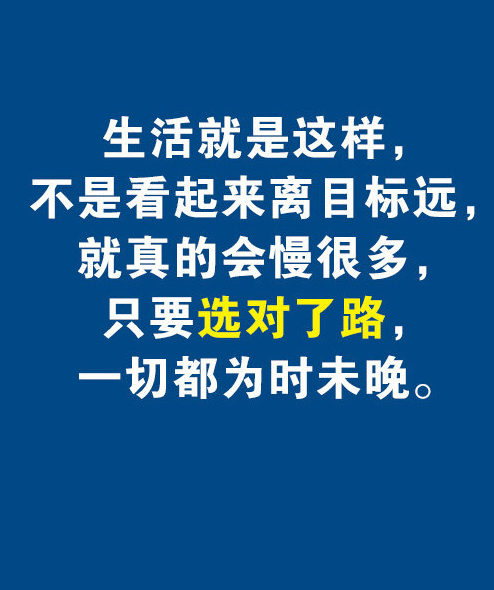 生活就是这样，
不是看起来离目标远，
就真的会慢很多，
只要选对了路，
一切都为时未晚。